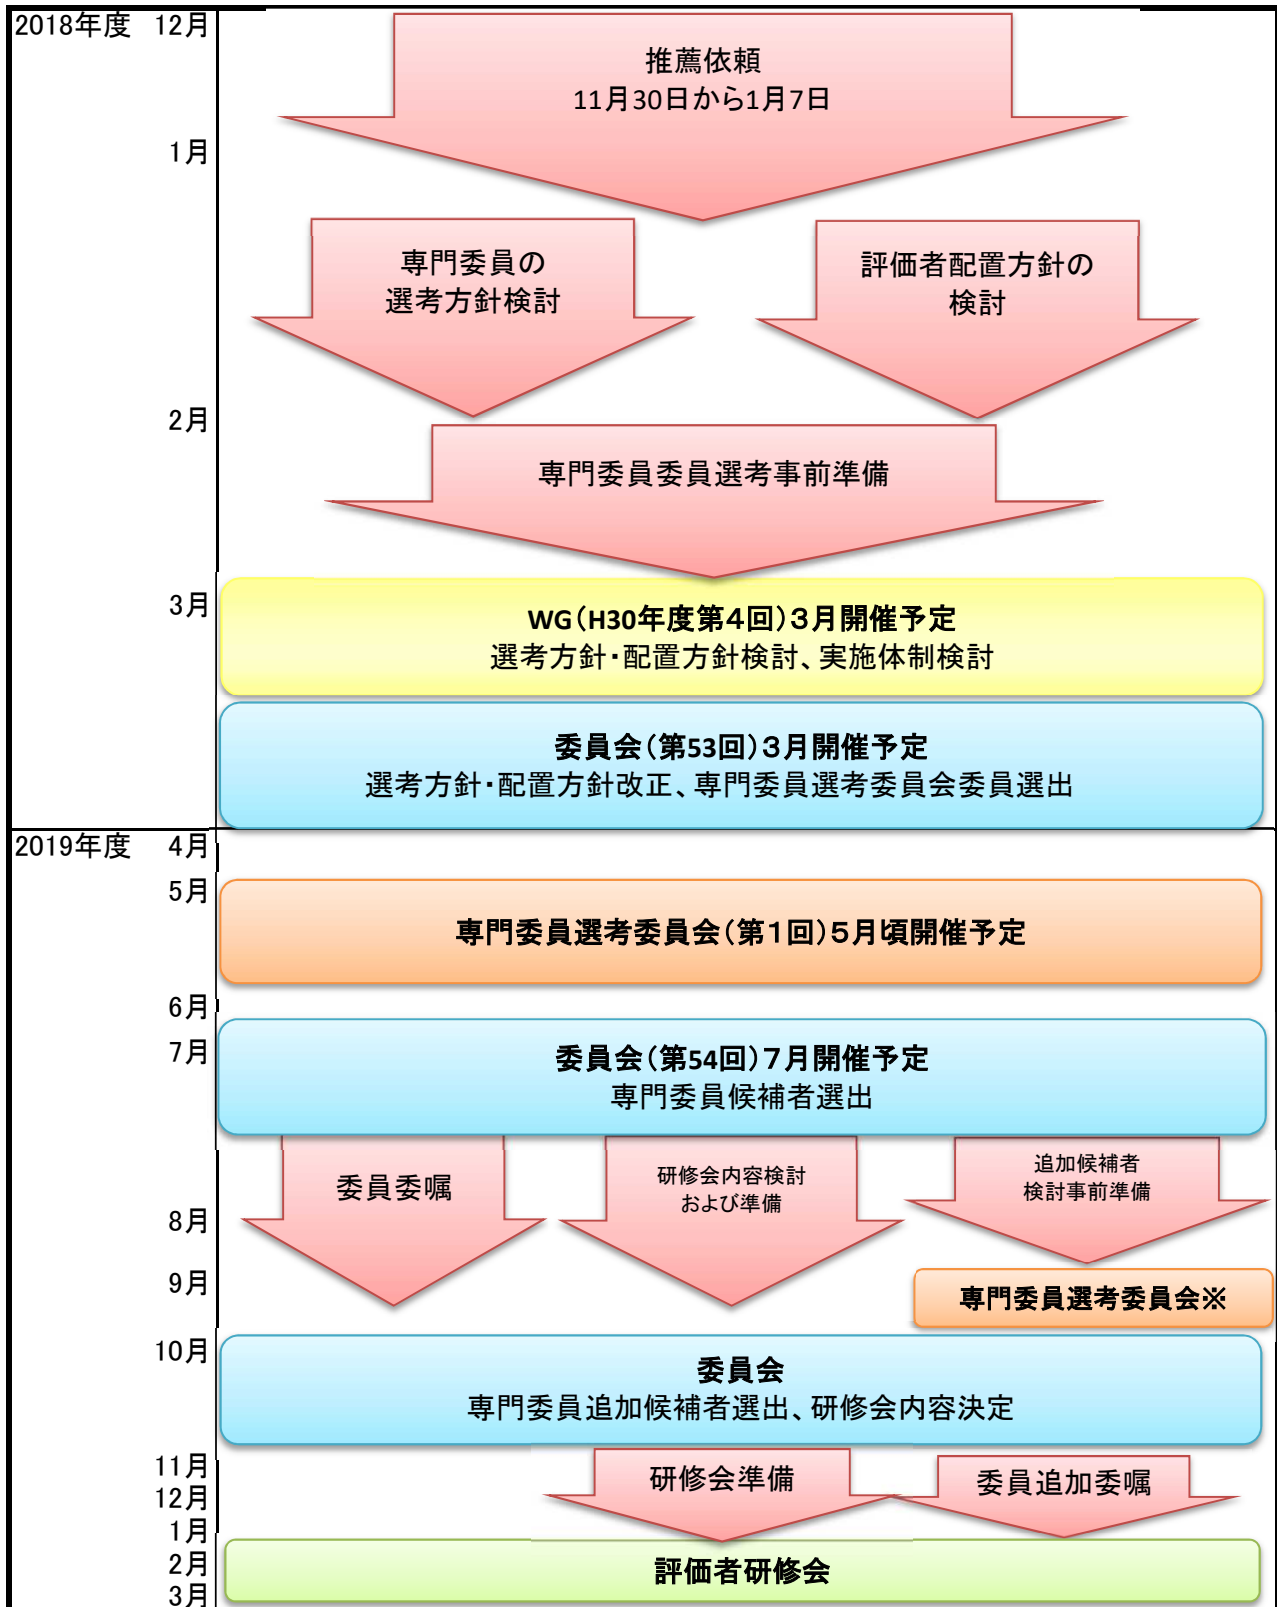 2018年度 12月
推薦依頼
11月30日から1月7日
1月
専門委員の
選考方針検討
評価者配置方針の
検討
2月
専門委員委員選考事前準備
3月
WG(H30年度第4回)3月開催予定
選考方針・配置方針検討、実施体制検討
委員会(第53回)3月開催予定
選考方針・配置方針改正、専門委員選考委員会委員選出
2019年度 4月
5月
専門委員選考委員会(第1回)5月頃開催予定
6月
7月
委員会(第54回)7月開催予定
専門委員候補者選出
委員委嘱
研修会内容検討
および準備
追加候補者
検討事前準備
8月
9月
専門委員選考委員会※
10月
委員会
専門委員追加候補者選出、研修会内容決定
11月
研修会準備
委員追加委嘱
12月
1月
2月
評価者研修会
3月